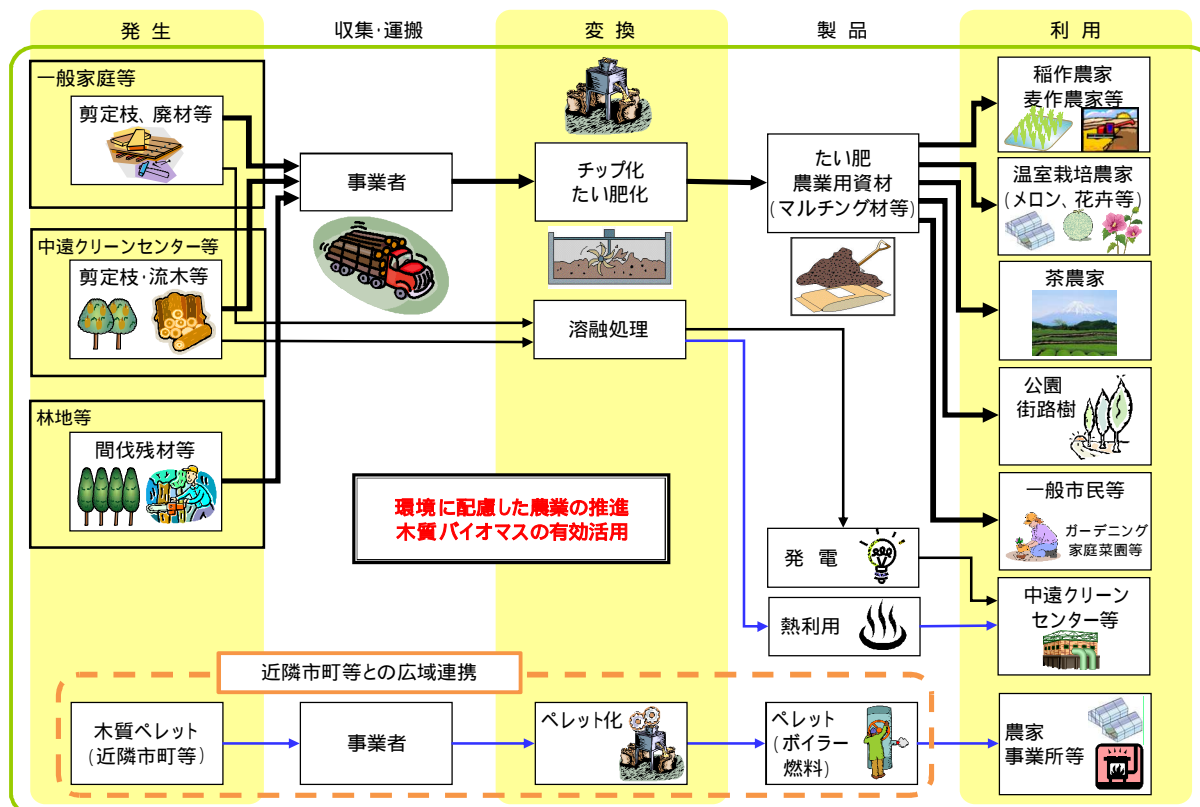 発 生
収集・運搬
変 換
製 品
利 用
一般家庭等
剪定枝、廃材等
中遠クリーンセンター等
剪定枝・流木等
林地等
間伐残材等
事業者
チップ化
たい肥化
溶融処理
たい肥
農業用資材
(マルチング材等)
発 電
熱利用
稲作農家
麦作農家等
温室栽培農家
(メロン、花卉等)
茶農家
公園
街路樹
一般市民等
ガーデニング
家庭菜園等
中遠クリーン
センター等
環境に配慮した農業の推進
木質バイオマスの有効活用
近隣市町等との広域連携
木質ペレット
(近隣市町等)
事業者
ペレット化
ペレット
(ボイラー
燃料)
農家
事業所等